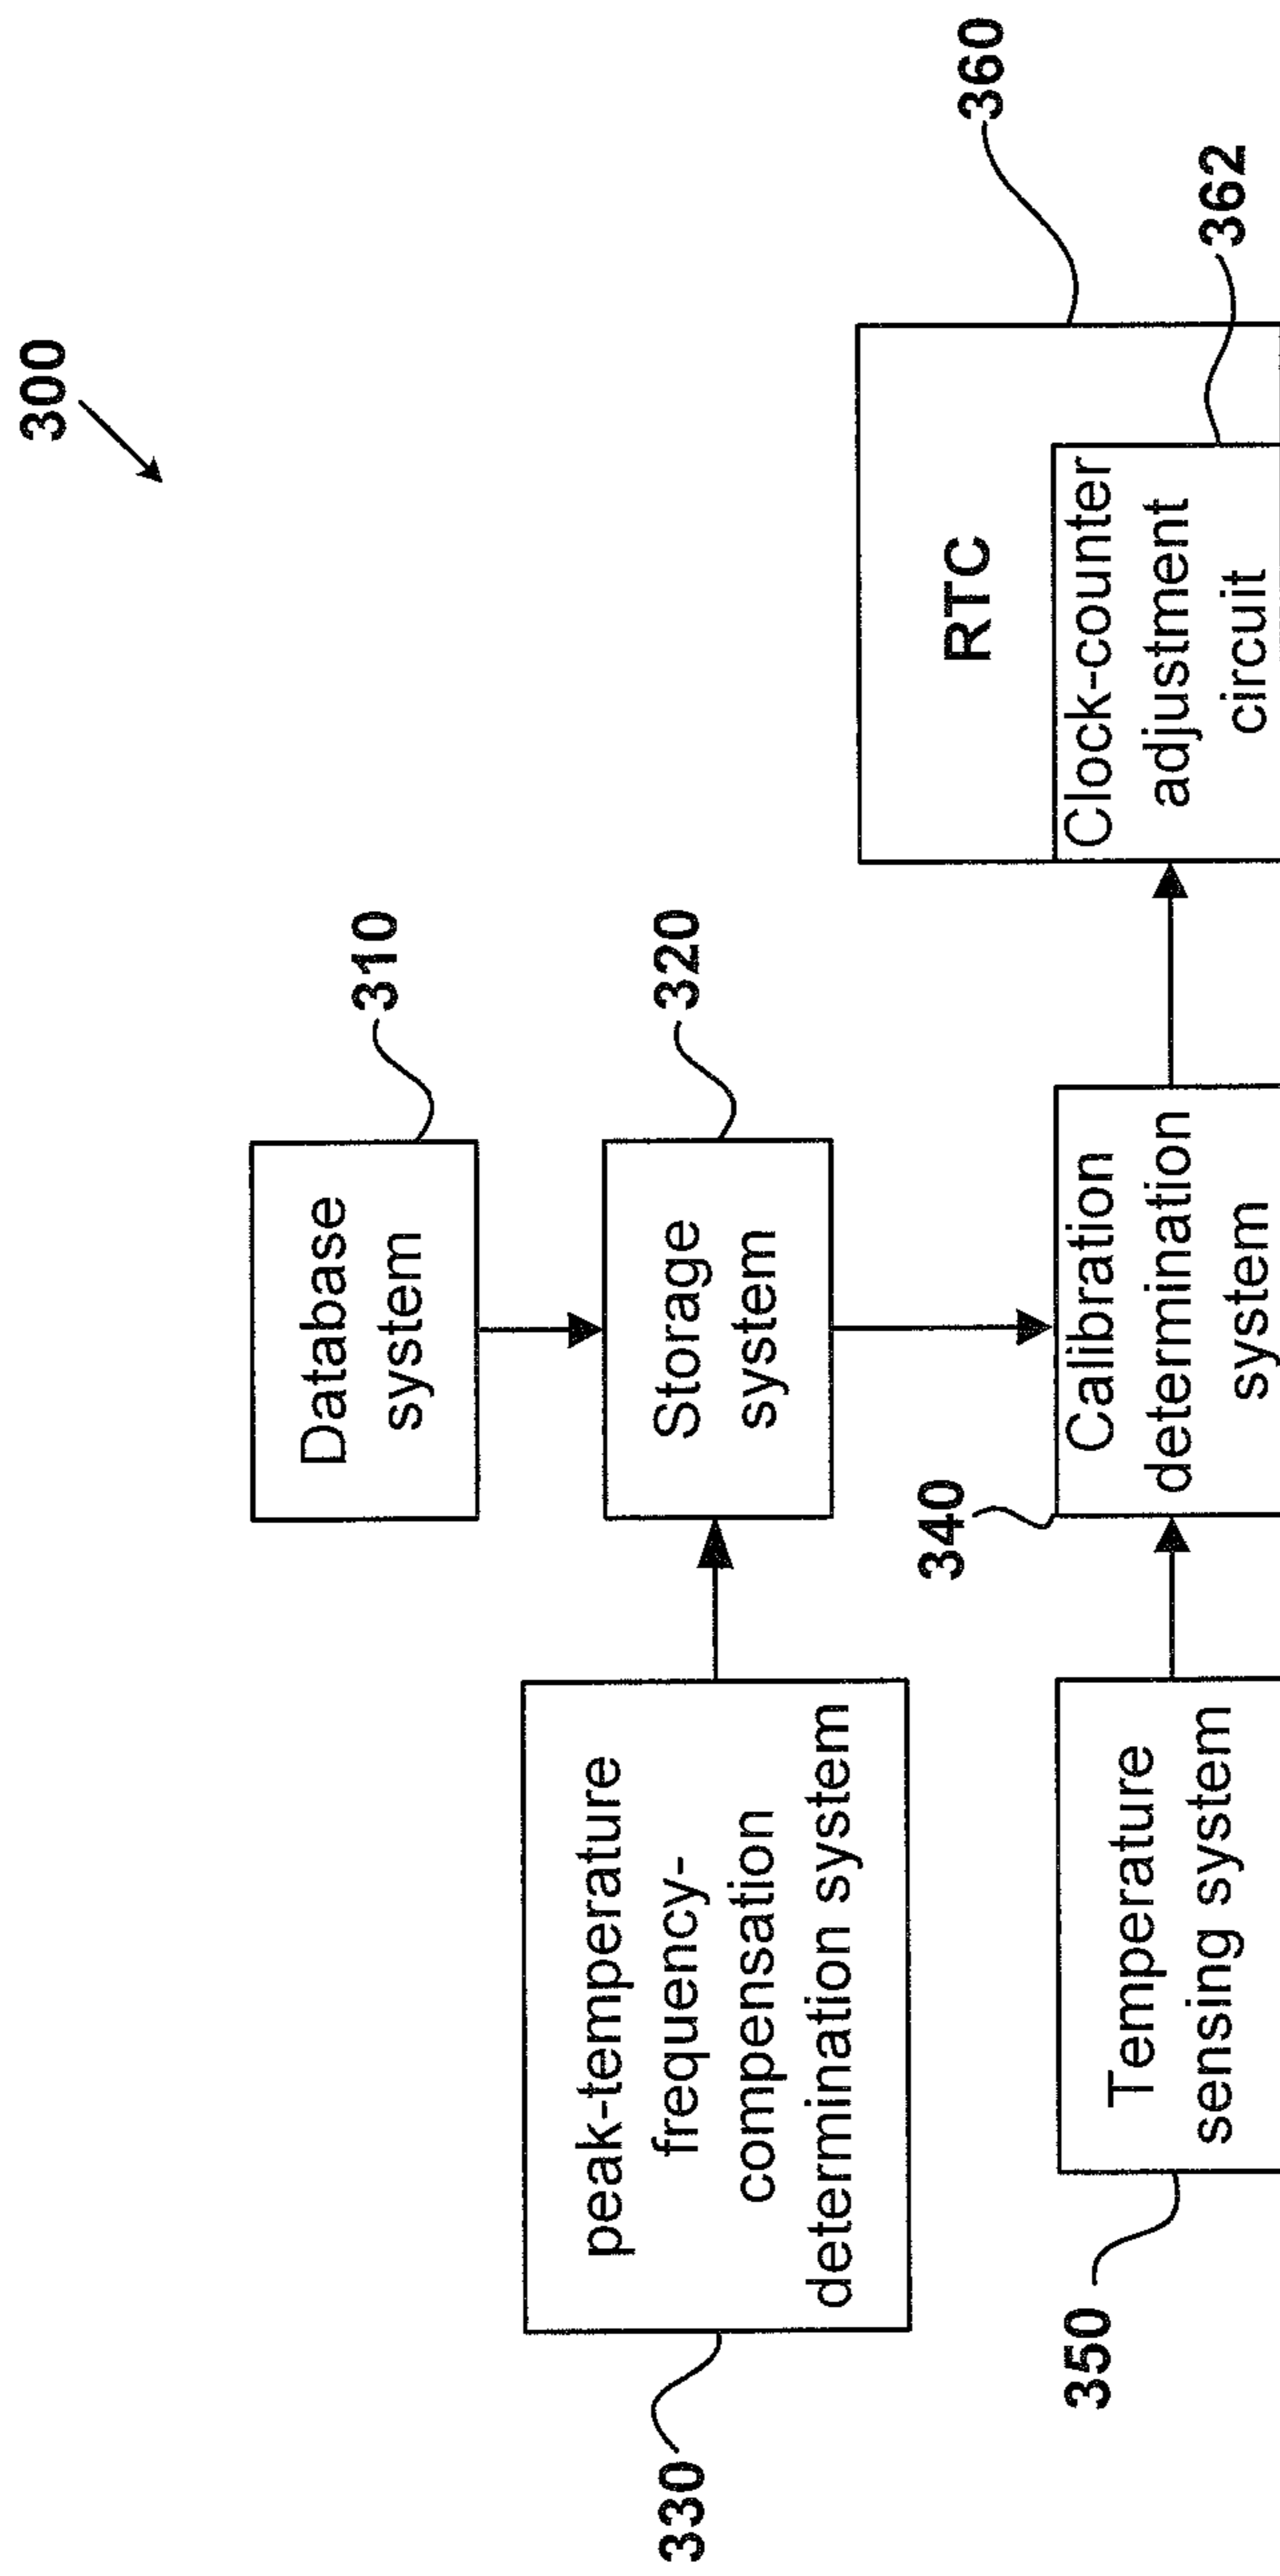 300
310
Database
system
320
Storage
system
330
peak-temperature
frequency-
compensation
determination system
340
Calibration
determination
system
350
Temperature
sensing system
360
RTC
362
Clock-counter
adjustment
circuit